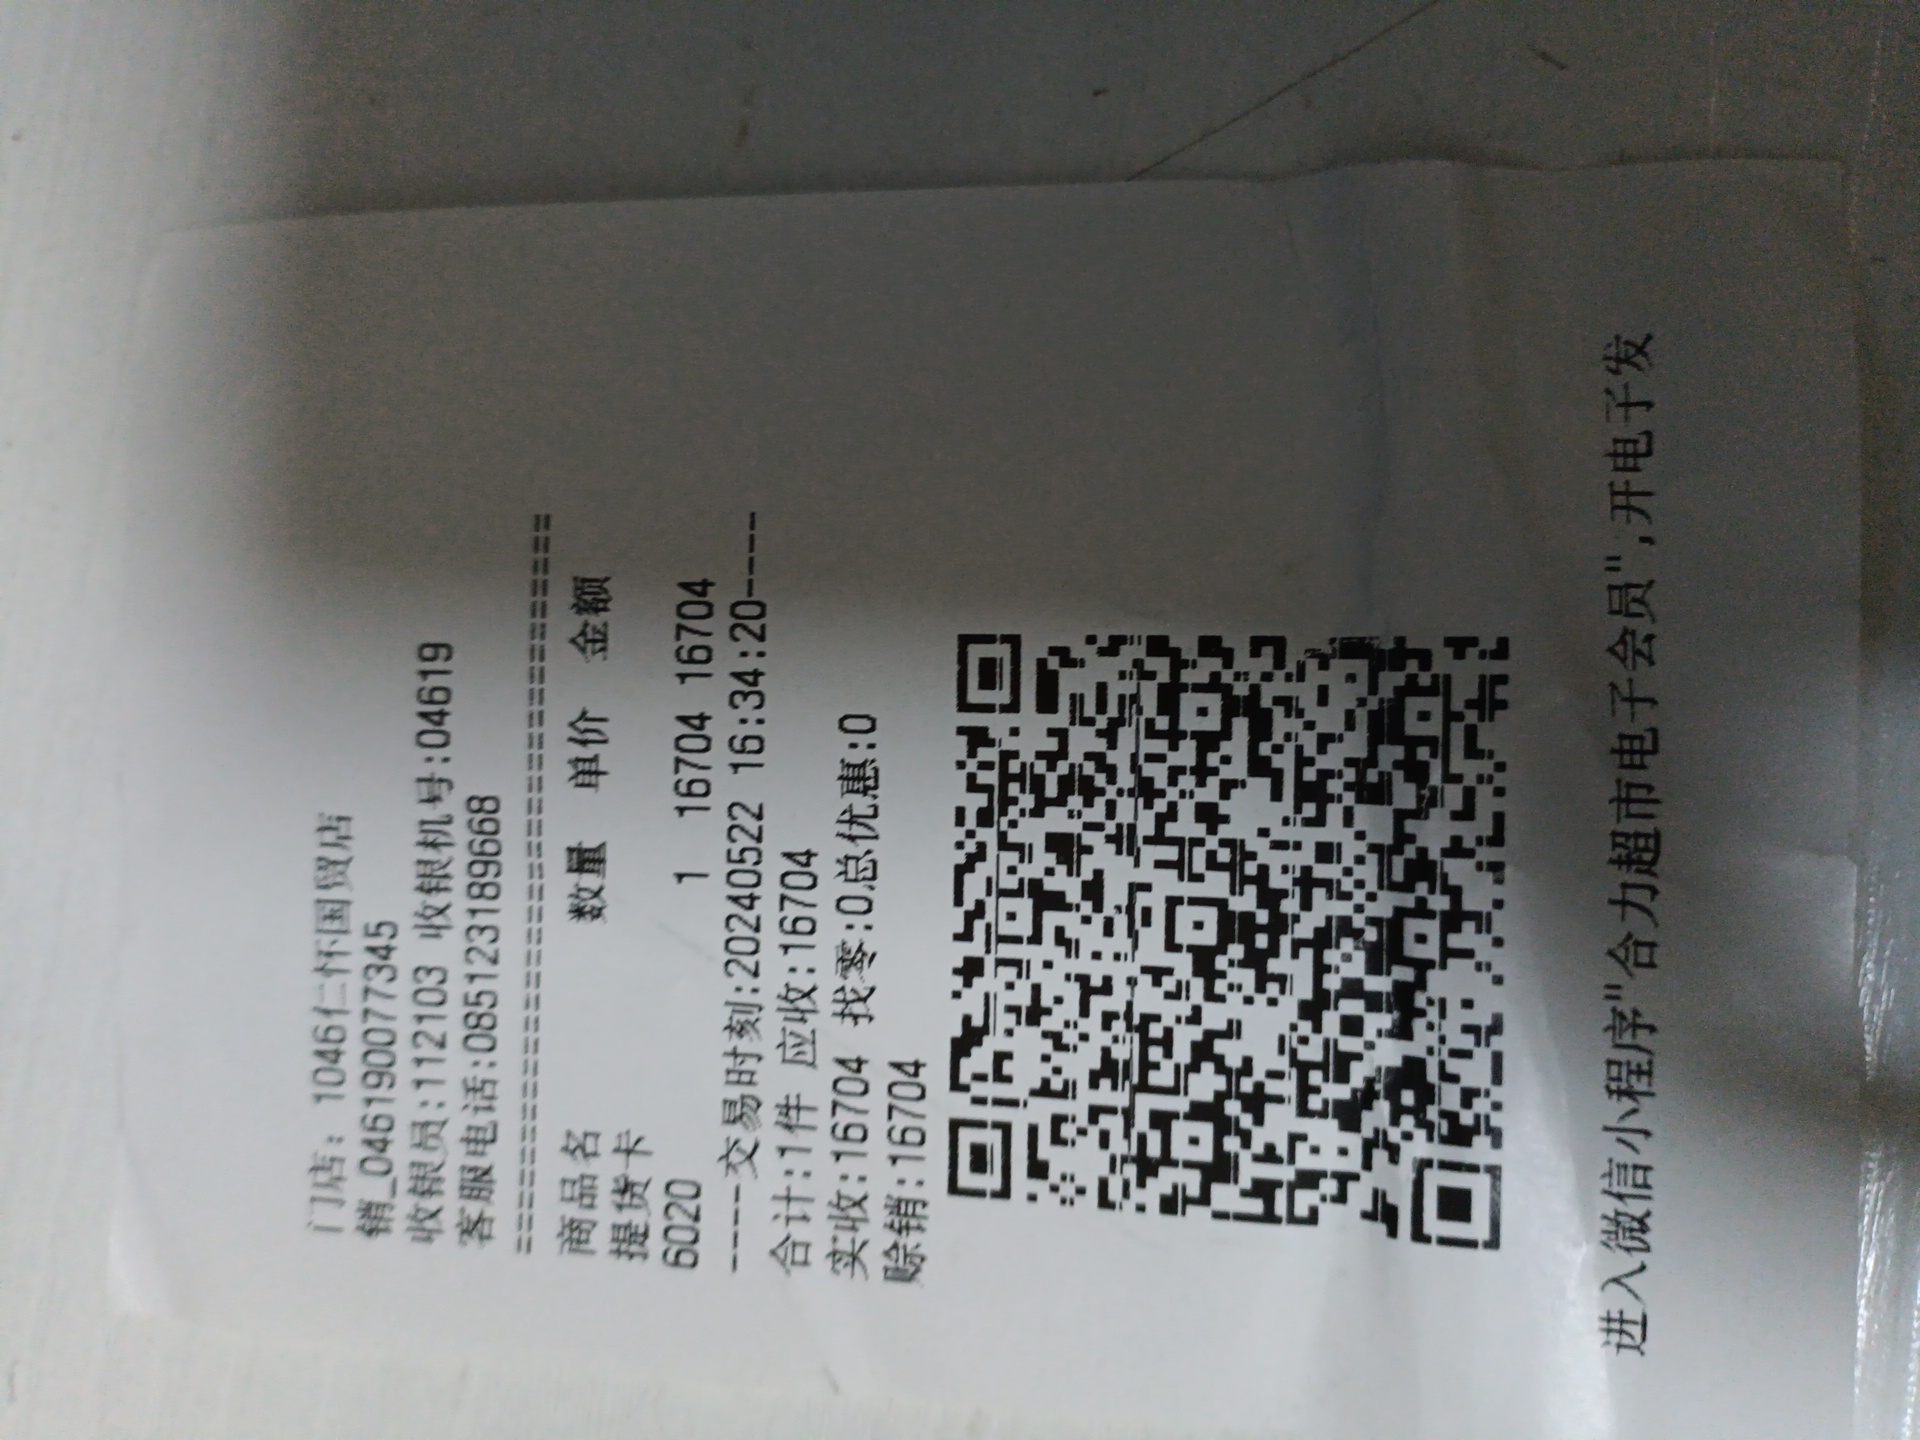 门店: 1046仁怀国贸店
销_046190077345
收银员:112103 收银机号:04619
客服电话:085123189668
==========================================
商品名 数量 单价 金额
提货卡
6020 1 16704 16704
----交易时刻:20240522 16:34:20----
合计:1件 应收:16704
实收:16704 找零:0总优惠:0
赊销:16704
进入微信小程序"合力超市电子会员",开电子发